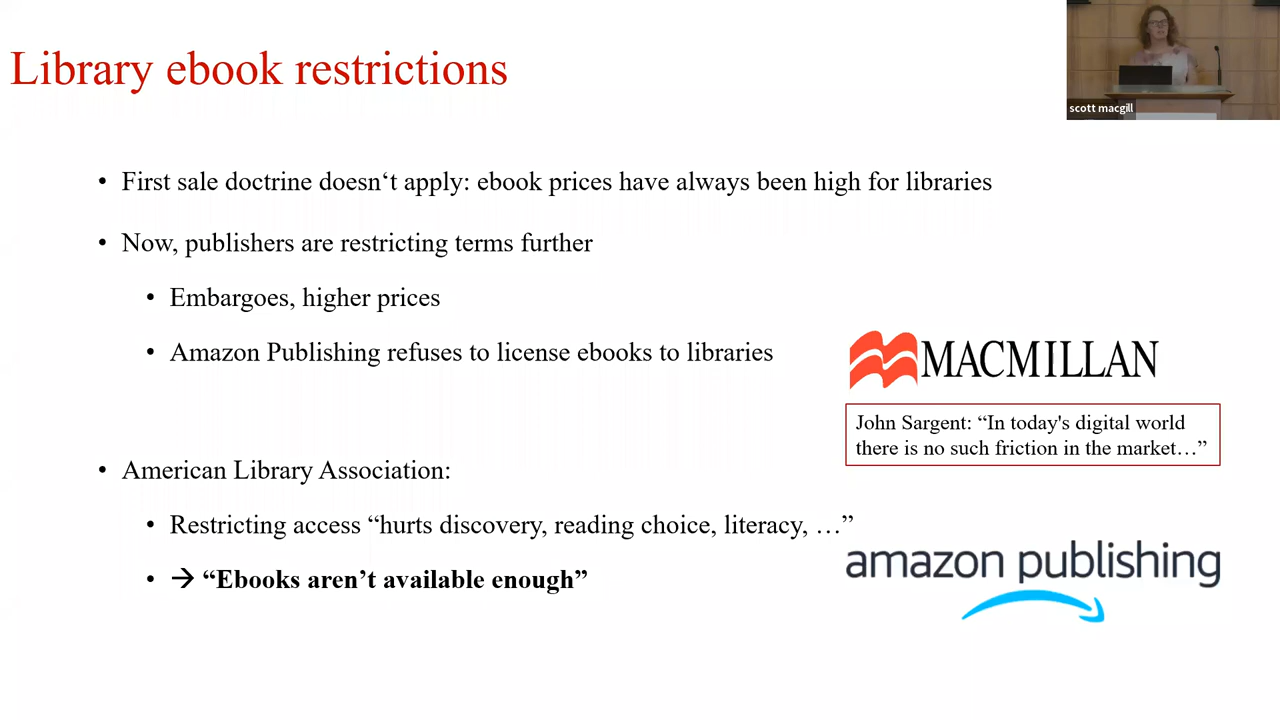 Library ebook restrictions
scott macgill
• First sale doctrine doesn‘t apply: ebook prices have always been high for libraries
• Now, publishers are restricting terms further
• Embargoes, higher prices
• Amazon Publishing refuses to license ebooks to libraries
MACMILLAN
John Sargent: “In today's digital world
there is no such friction in the market…”
• American Library Association:
• Restricting access “hurts discovery, reading choice, literacy, …”
• → “Ebooks aren’t available enough”
amazon publishing